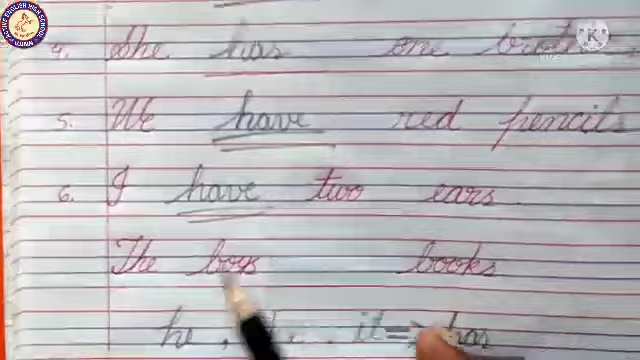 4. She has one
5. We have red pencils
6. I have two ears
The boys books
he, it => has